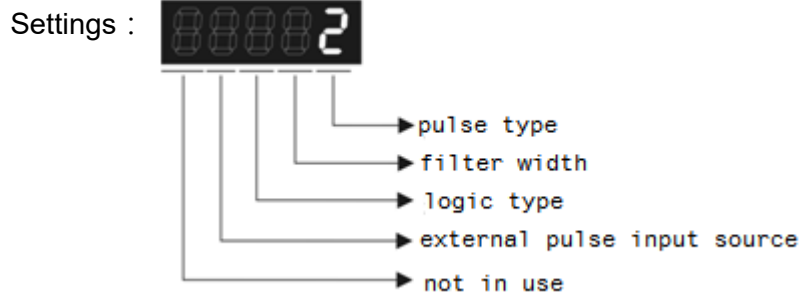 Settings : 2
pulse type
filter width
logic type
external pulse input source
not in use